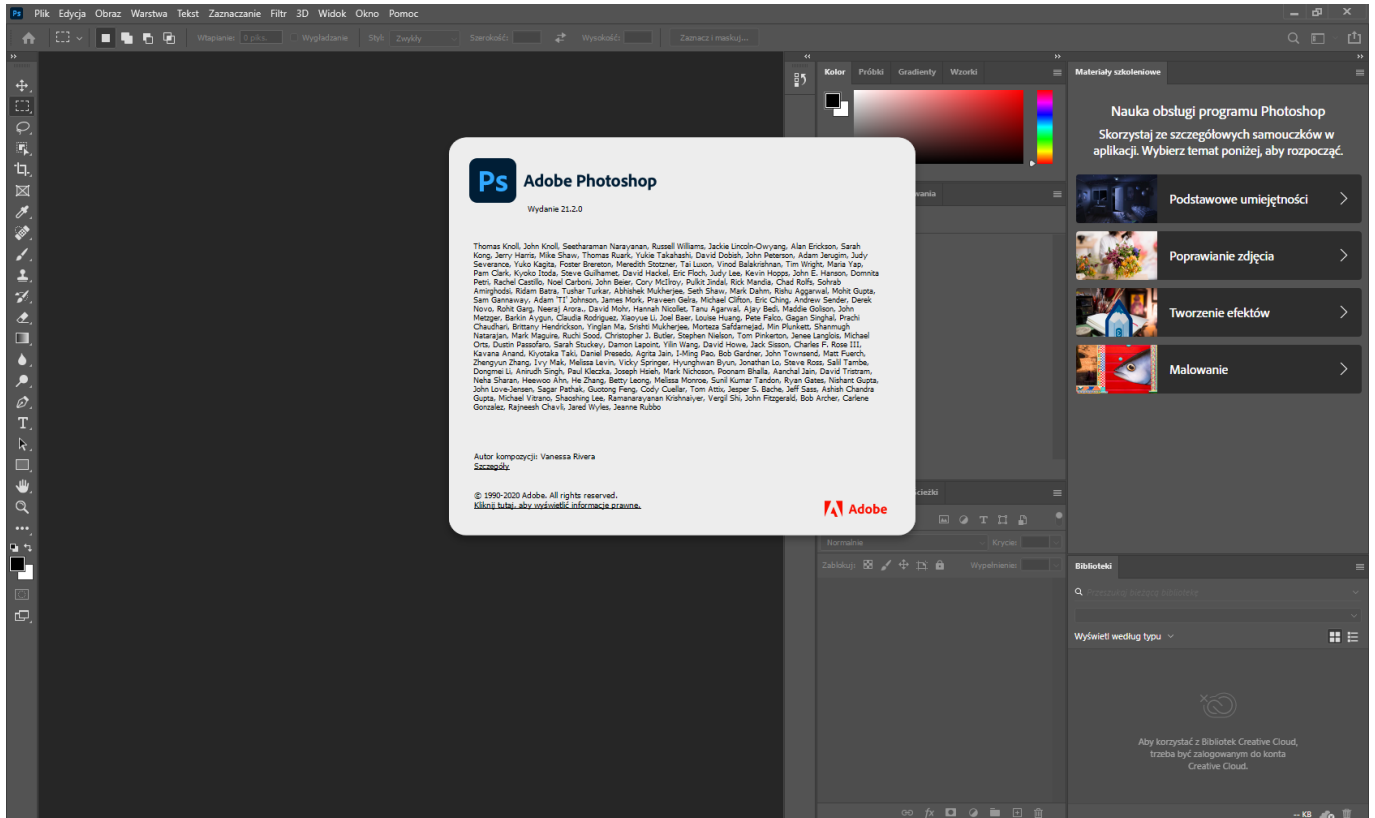 Ps Plik Edycja Obraz Warstwa Tekst Zaznaczanie Filtr 3D Widok Okno Pomoc
Wtapianie: 0 piks. Wygładzanie Styl: Zwykły Szerokość: Wysokość: Zaznacz i maskuj...
Kolor Próbki Gradienty Wzorki
Materiały szkoleniowe
Nauka obsługi programu Photoshop
Skorzystaj ze szczegółowych samouczków w
aplikacji. Wybierz temat poniżej, aby rozpocząć.
Podstawowe umiejętności
Poprawianie zdjęcia
Tworzenie efektów
Malowanie
Ps Adobe Photoshop
Wydanie 21.2.0
Thomas Knoll, John Knoll, Seetharaman Narayanan, Russell Williams, Jackie Lincoln-Owyang, Alan Erickson, Sarah
Kong, Jerry Harris, Mike Shaw, Thomas Ruark, Yukie Takahashi, David Dobish, John Peterson, Adam Jerugim, Judy
Severance, Yuko Kagita, Foster Brereton, Meredith Stotzner, Tai Luxon, Vinod Balakrishnan, Tim Wright, Maria Yap,
Pam Clark, Kyoko Itoda, Steve Guilhamet, David Hackel, Eric Floch, Judy Lee, Kevin Hopps, John E. Hanson, Domnita
Petri, Rachel Castillo, Noel Carboni, John Beier, Cory McIlroy, Pulkit Jindal, Rick Mandia, Chad Rolfs, Sohrab
Amirghodsi, Ridam Batra, Tushar Turkar, Abhishek Mukherjee, Seth Shaw, Mark Dahm, Rishu Aggarwal, Mohit Gupta,
Sam Gannaway, Adam 'TI' Johnson, James Mork, Praveen Gelra, Michael Clifton, Eric Ching, Andrew Sender, Derek
Novo, Rohit Garg, Neeraj Arora,, David Mohr, Hannah Nicollet, Tanu Agarwal, Ajay Bedi, Maddie Golison, John
Metzger, Barkin Aygun, Claudia Rodriguez, Xiaoyue Li, Joel Baer, Louise Huang, Pete Falco, Gagan Singhal, Prachi
Chaudhari, Brittany Hendrickson, Yinglan Ma, Srishti Mukherjee, Morteza Safdarnejad, Min Plunkett, Shanmugh
Natarajan, Mark Maguire, Ruchi Sood, Christopher J. Butler, Stephen Nielson, Tom Pinkerton, Jenee Langlois, Michael
Orts, Dustin Passofaro, Sarah Stuckey, Damon Lapoint, Yilin Wang, David Howe, Jack Sisson, Charles F. Rose III,
Kavana Anand, Kiyotaka Taki, Daniel Presedo, Agrita Jain, I-Ming Pao, Bob Gardner, John Townsend, Matt Fuerch,
Zhengyun Zhang, Ivy Mak, Melissa Levin, Vicky Springer, Hyunghwan Byun, Jonathan Lo, Steve Ross, Salil Tambe,
Dongmei Li, Anirudh Singh, Paul Kleczka, Joseph Hsieh, Mark Nichoson, Poonam Bhalla, Aanchal Jain, David Tristram,
Neha Sharan, Heewoo Ahn, He Zhang, Betty Leong, Melissa Monroe, Sunil Kumar Tandon, Ryan Gates, Nishant Gupta,
John Love-Jensen, Sagar Pathak, Guotong Feng, Cody Cuellar, Tom Attix, Jesper S. Bache, Jeff Sass, Ashish Chandra
Gupta, Michael Vitrano, Shaoshing Lee, Ramanarayanan Krishnaiyer, Vergil Shi, John Fitzgerald, Bob Archer, Carlene
Gonzalez, Rajneesh Chavli, Jared Wyles, Jeanne Rubbo
Autor kompozycji: Vanessa Rivera
Szczegóły
© 1990-2020 Adobe. All rights reserved.
Kliknij tutaj, aby wyświetlić informacje prawne.
Adobe
Normalnie Krycie:
Zablokuj: Wypełnienie:
Biblioteki
Wyświetl według typu
Aby korzystać z Bibliotek Creative Cloud,
trzeba być zalogowanym do konta
Creative Cloud.
fx
-- KB